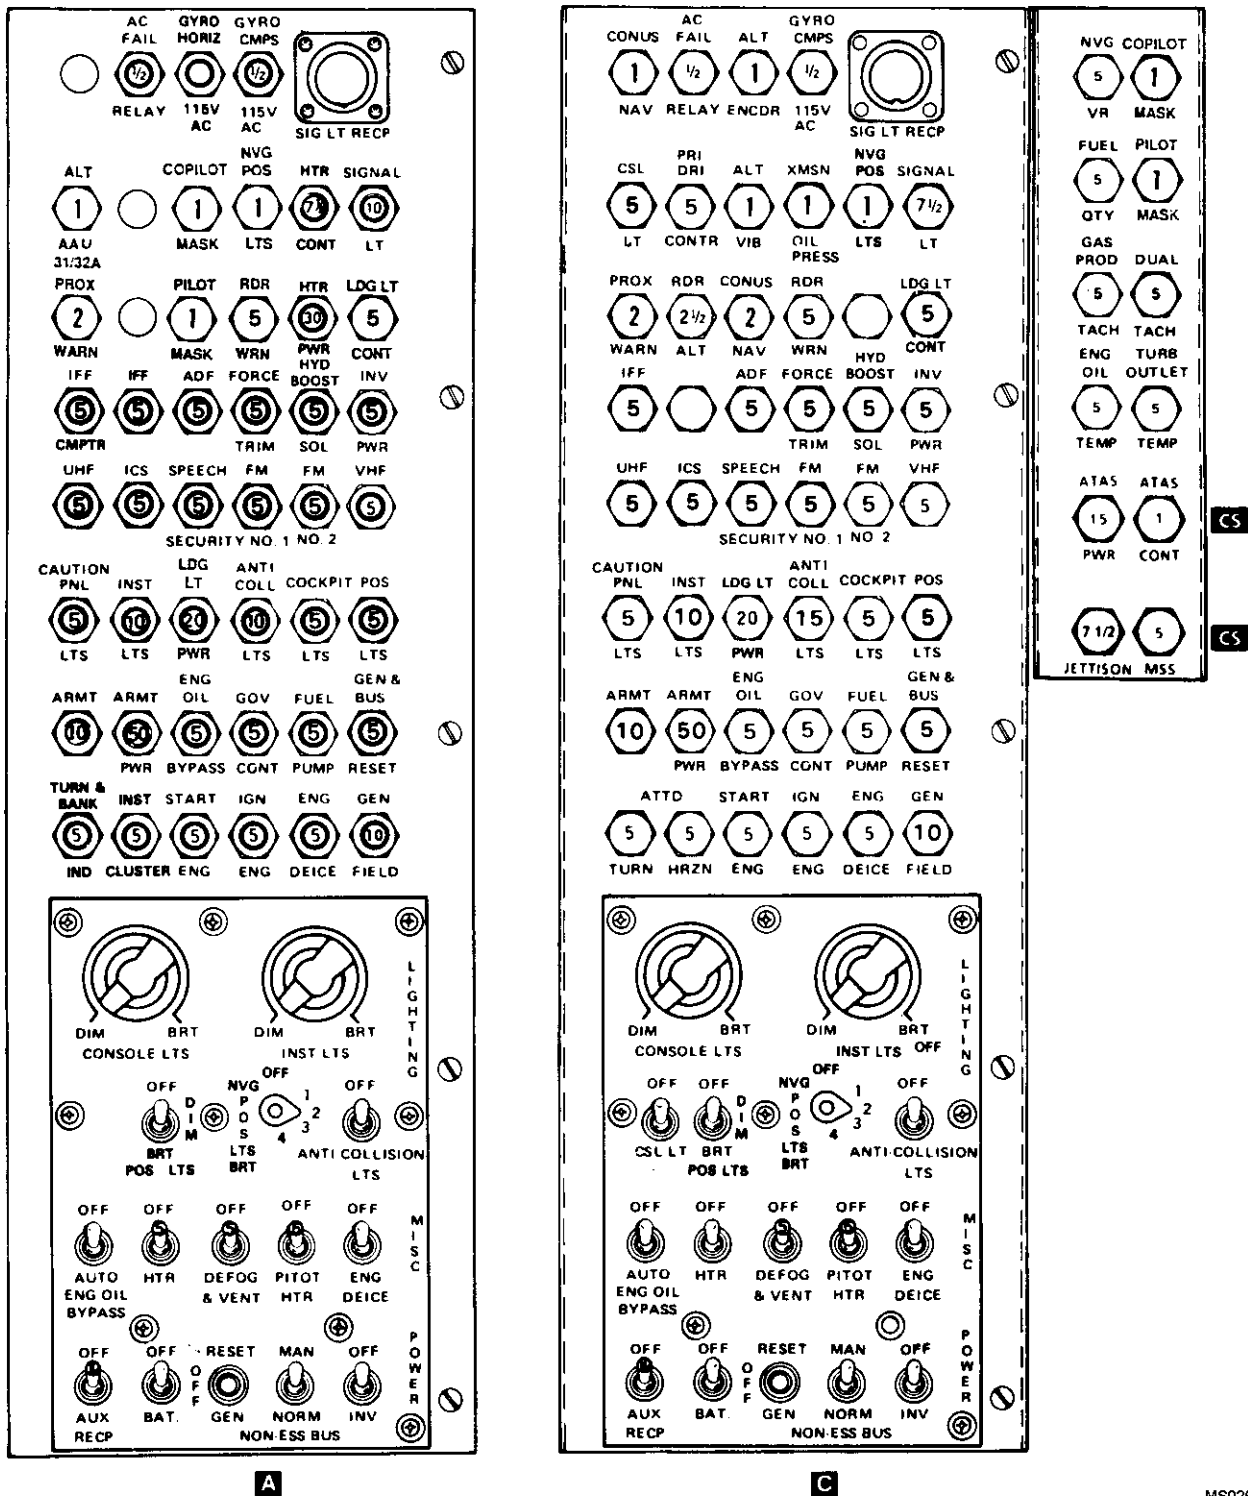 AC GYRO GYRO
FAIL HORIZ CMPS
1/2 1/2
RELAY 115V 115V
AC AC
SIG LT RECP
NVG
ALT COPILOT POS HTR SIGNAL
1 1 1 7½ 10
AAU MASK LTS CONT LT
31/32A
PROX PILOT RDR HTR LDG LT
2 1 5 30 5
WARN MASK WRN PWR CONT
HYD
IFF IFF ADF FORCE BOOST INV
5 5 5 5 5 5
CMPTR TRIM SOL PWR
UHF ICS SPEECH FM FM VHF
5 5 5 5 5 5
SECURITY NO. 1 NO. 2
CAUTION LDG ANTI
PNL INST LT COLL COCKPIT POS
5 10 20 10 5 5
LTS LTS PWR LTS LTS LTS
ENG GEN &
ARMT ARMT OIL GOV FUEL BUS
10 50 5 5 5 5
PWR BYPASS CONT PUMP RESET
TURN &
BANK INST START IGN ENG GEN
5 5 5 5 5 10
IND CLUSTER ENG ENG DEICE FIELD
DIM BRT DIM BRT
CONSOLE LTS INST LTS
LIGHTING
OFF NVG OFF OFF
POS LTS BRT
1
2
3
4
DIM
BRT
POS LTS
ANTI COLLISION
LTS
OFF OFF OFF OFF OFF
5 5 5
AUTO HTR DEFOG PITOT ENG
ENG OIL & VENT HTR DEICE
BYPASS
MISC
OFF OFF RESET MAN OFF
OFF
AUX BAT. GEN NORM INV
RECP NON-ESS BUS
POWER
A
AC GYRO
CONUS FAIL ALT CMPS
1 1/2 1 1/2
NAV RELAY ENCDR 115V
AC
SIG LT RECP
PRI NVG
CSL DRI ALT XMSN POS SIGNAL
5 5 1 1 1 7 1/2
LT CONTR VIB OIL LTS LT
PRESS
PROX RDR CONUS RDR LDG LT
2 2 1/2 2 5 5
WARN ALT NAV WRN CONT
HYD
IFF ADF FORCE BOOST INV
5 5 5 5 5
TRIM SOL PWR
UHF ICS SPEECH FM FM VHF
5 5 5 5 5 5
SECURITY NO. 1 NO. 2
CAUTION ANTI
PNL INST LDG LT COLL COCKPIT POS
5 10 20 15 5 5
LTS LTS PWR LTS LTS LTS
ENG GEN &
ARMT ARMT OIL GOV FUEL BUS
10 50 5 5 5 5
PWR BYPASS CONT PUMP RESET
ATTD START IGN ENG GEN
5 5 5 5 5 10
TURN HRZN ENG ENG DEICE FIELD
DIM BRT DIM BRT
CONSOLE LTS INST LTS OFF
LIGHTING
OFF OFF NVG OFF OFF
POS LTS BRT
1
2
3
4
DIM
CSL LT BRT
POS LTS
ANTI-COLLISION
LTS
OFF OFF OFF OFF OFF
5 5
AUTO HTR DEFOG PITOT ENG
ENG OIL & VENT HTR DEICE
BYPASS
MISC
OFF OFF RESET MAN OFF
OFF
AUX BAT. GEN NORM INV
RECP NON-ESS BUS
POWER
C
NVG COPILOT
5 1
VR MASK
FUEL PILOT
5 1
QTY MASK
GAS
PROD DUAL
5 5
TACH TACH
ENG TURB
OIL OUTLET
5 5
TEMP TEMP
ATAS ATAS
15 1 CS
PWR CONT
7 1/2 5 CS
JETTISON MSS